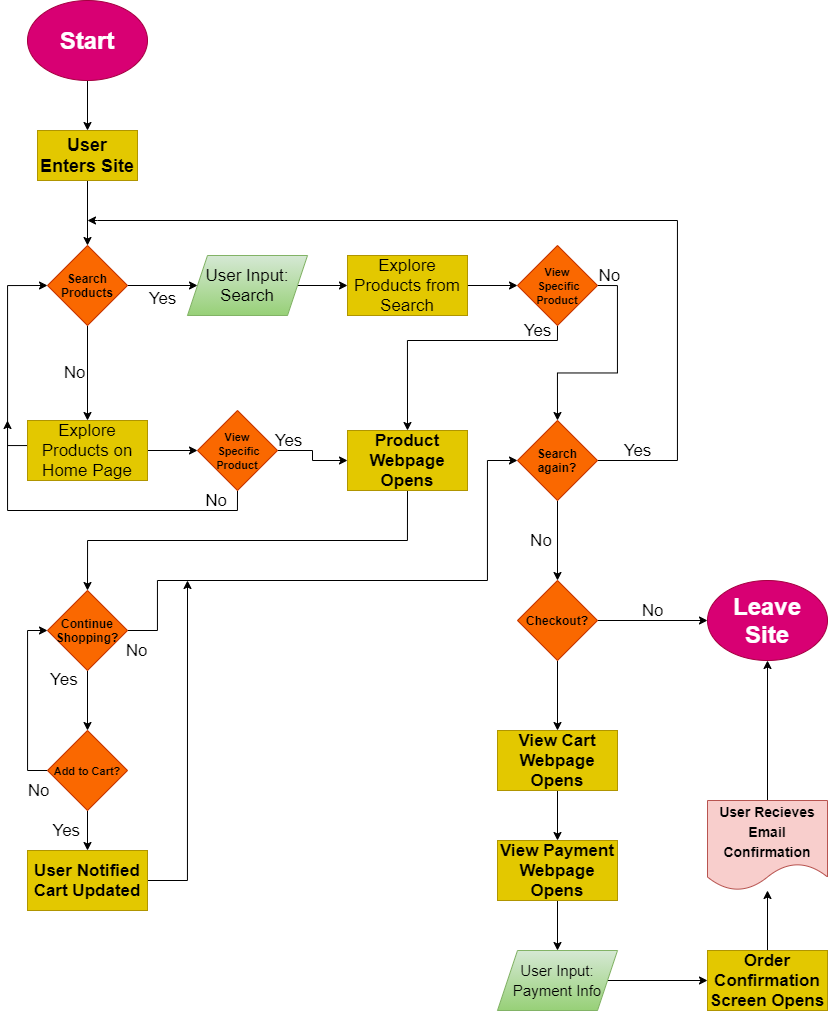 Start
User
Enters Site
Search
Products
Yes
User Input:
Search
Explore
Products from
Search
View
Specific
Product
No
Yes
No
Explore
Products on
Home Page
View
Specific
Product
Yes
No
Product
Webpage
Opens
Search
again?
Yes
No
Continue
Shopping?
No
Yes
Checkout?
No
Leave
Site
Add to Cart?
No
Yes
User Notified
Cart Updated
View Cart
Webpage
Opens
View Payment
Webpage
Opens
User Input:
Payment Info
Order
Confirmation
Screen Opens
User Recieves
Email
Confirmation